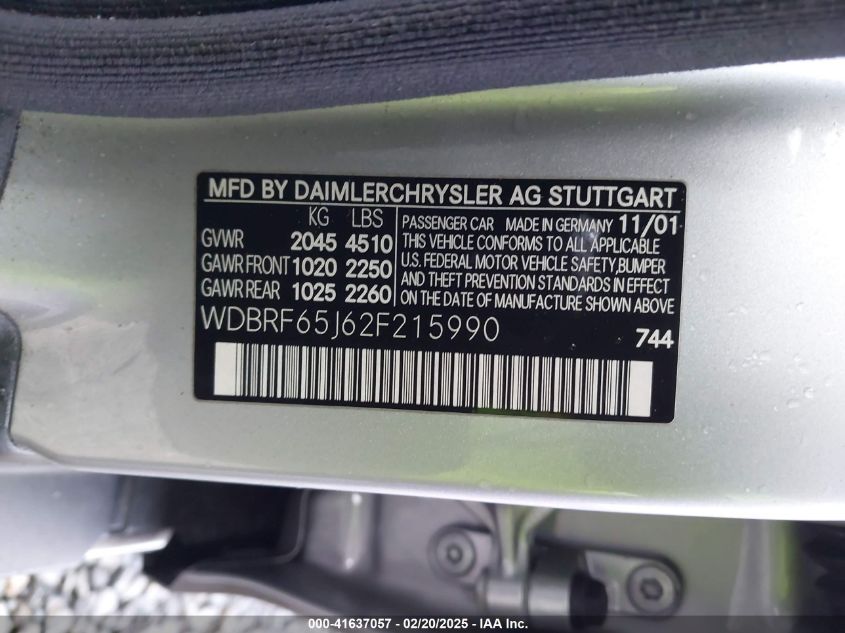 MFD BY DAIMLERCHRYSLER AG STUTTGART
KG LBS
GVWR 2045 4510
GAWR FRONT 1020 2250
GAWR REAR 1025 2260
PASSENGER CAR MADE IN GERMANY 11/01
THIS VEHICLE CONFORMS TO ALL APPLICABLE
U.S. FEDERAL MOTOR VEHICLE SAFETY, BUMPER
AND THEFT PREVENTION STANDARDS IN EFFECT
ON THE DATE OF MANUFACTURE SHOWN ABOVE
WDBRF65J62F215990
744
000-41637057 - 02/20/2025 - IAA Inc.